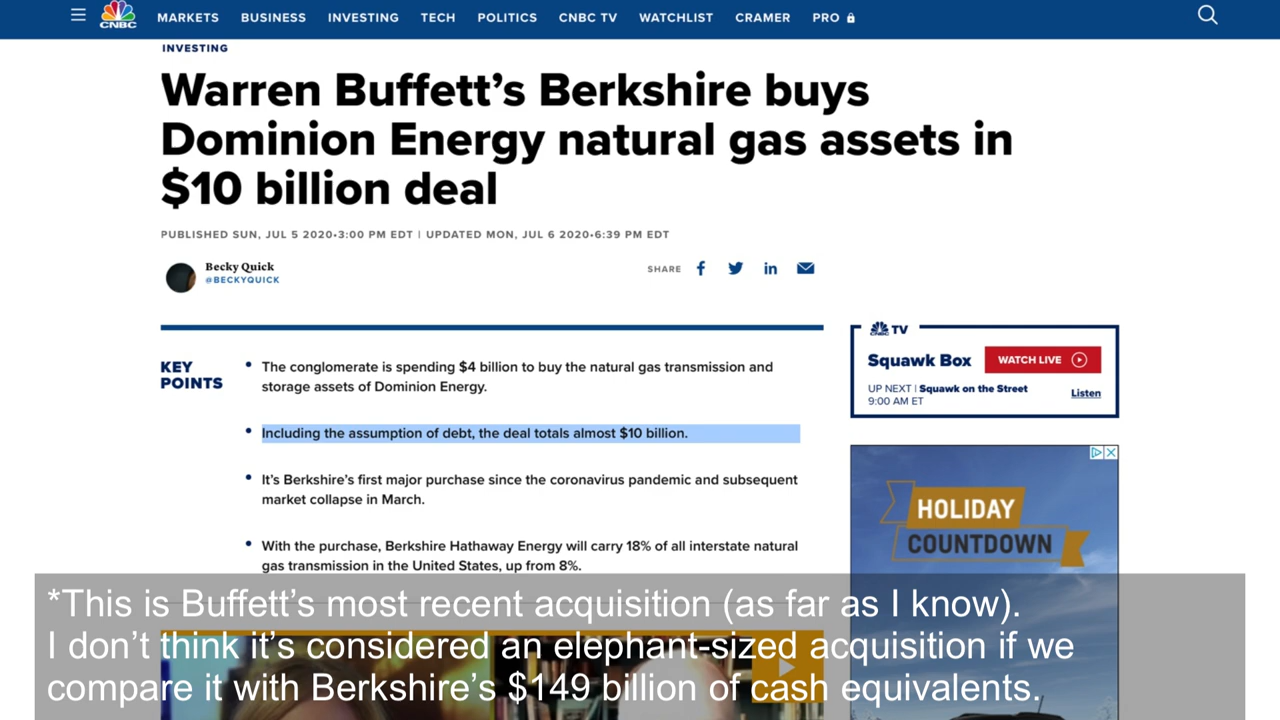 MARKETS BUSINESS INVESTING TECH POLITICS CNBC TV WATCHLIST CRAMER PRO
CNBC
INVESTING
Warren Buffett’s Berkshire buys
Dominion Energy natural gas assets in
$10 billion deal
PUBLISHED SUN, JUL 5 2020•3:00 PM EDT | UPDATED MON, JUL 6 2020•6:39 PM EDT
Becky Quick
@BECKYQUICK
SHARE
KEY
POINTS
• The conglomerate is spending $4 billion to buy the natural gas transmission and
storage assets of Dominion Energy.
• Including the assumption of debt, the deal totals almost $10 billion.
• It’s Berkshire’s first major purchase since the coronavirus pandemic and subsequent
market collapse in March.
• With the purchase, Berkshire Hathaway Energy will carry 18% of all interstate natural
gas transmission in the United States, up from 8%.
CNBC TV
Squawk Box
WATCH LIVE
UP NEXT | Squawk on the Street
9:00 AM ET
Listen
HOLIDAY
COUNTDOWN
*This is Buffett’s most recent acquisition (as far as I know).
I don’t think it’s considered an elephant-sized acquisition if we
compare it with Berkshire’s $149 billion of cash equivalents.